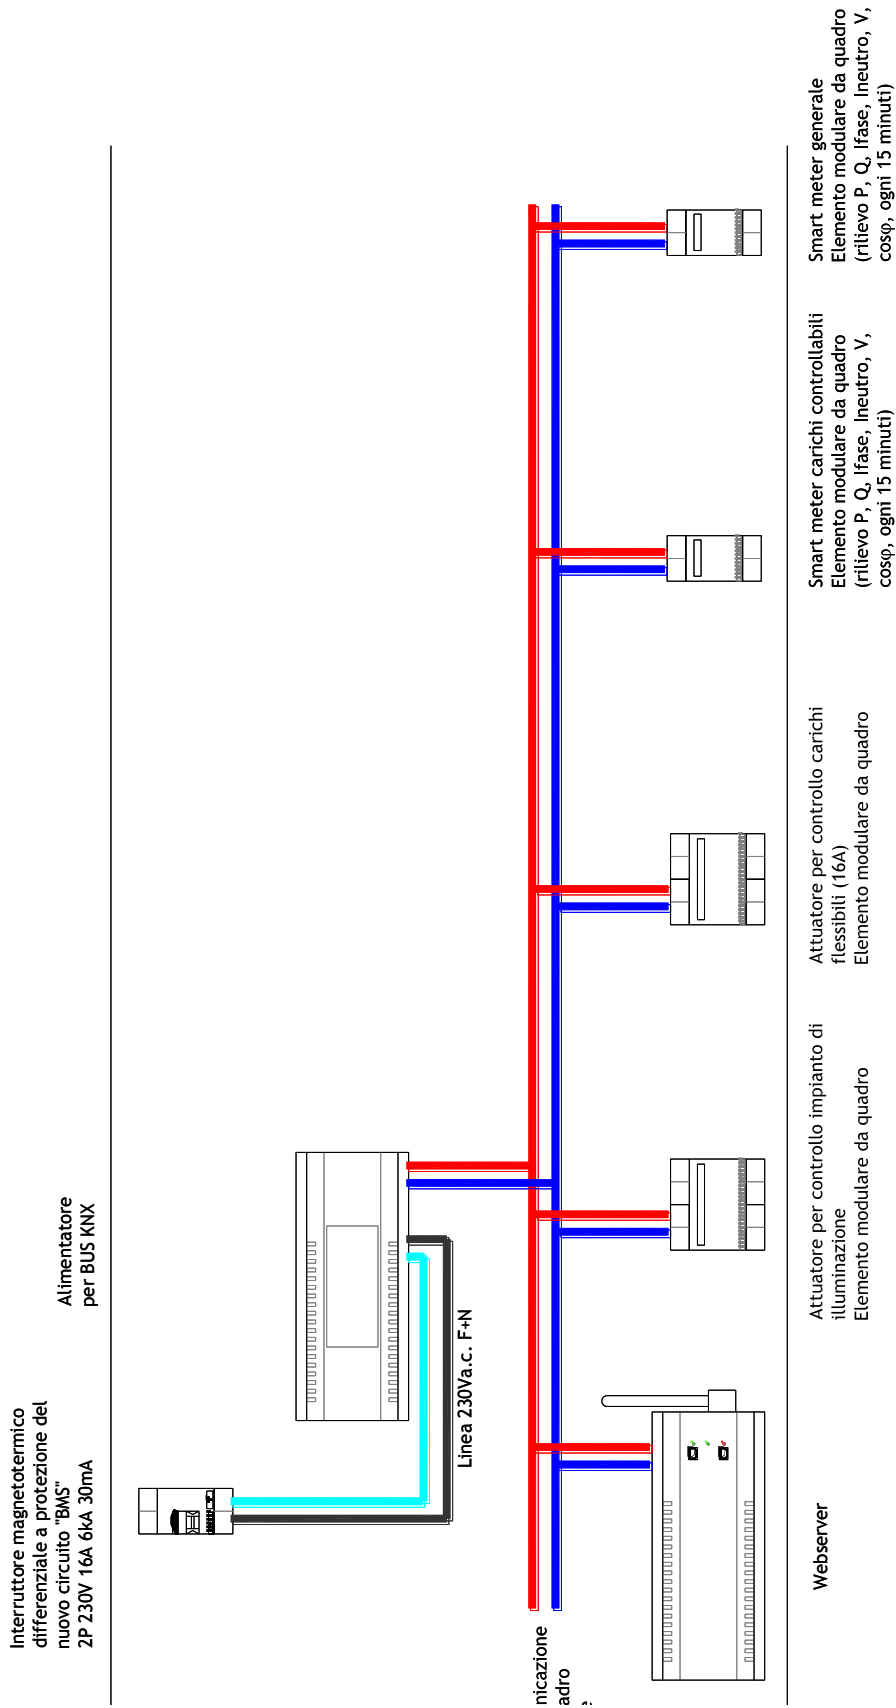 Interruttore magnetotermico
differenziale a protezione del
nuovo circuito "BMS"
2P 230V 16A 6kA 30mA
Alimentatore
per BUS KNX
Linea 230Va.c. F+N
Webserver
Attuatore per controllo impianto di
illuminazione
Elemento modulare da quadro
Attuatore per controllo carichi
flessibili (16A)
Elemento modulare da quadro
Smart meter carichi controllabili
Elemento modulare da quadro
(rilievo P, Q, Ifase, Ineutro, V,
cosφ, ogni 15 minuti)
Smart meter generale
Elemento modulare da quadro
(rilievo P, Q, Ifase, Ineutro, V,
cosφ, ogni 15 minuti)